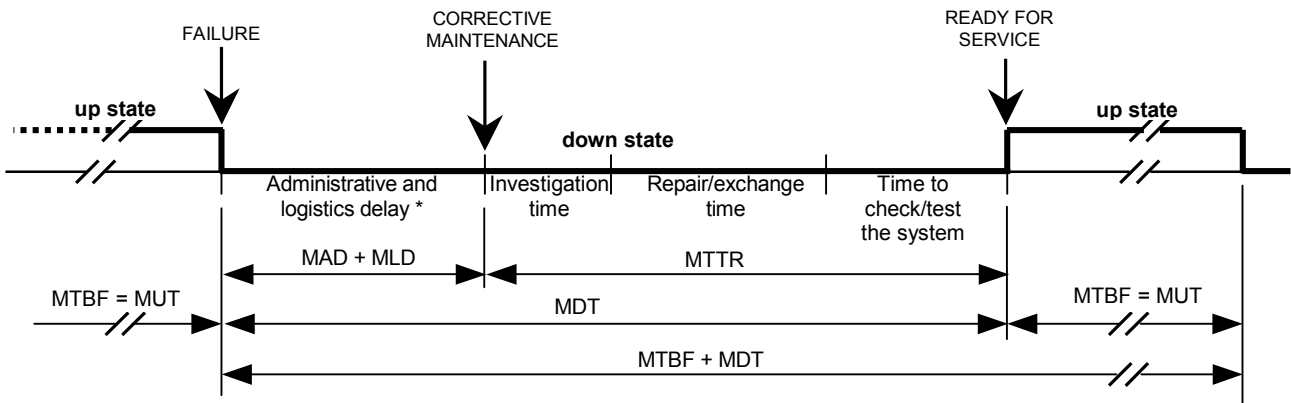 FAILURE
CORRECTIVE
MAINTENANCE
READY FOR
SERVICE
up state
down state
up state
Administrative and
logistics delay *
Investigation
time
Repair/exchange
time
Time to
check/test
the system
MAD + MLD
MTTR
MTBF = MUT
MDT
MTBF = MUT
MTBF + MDT